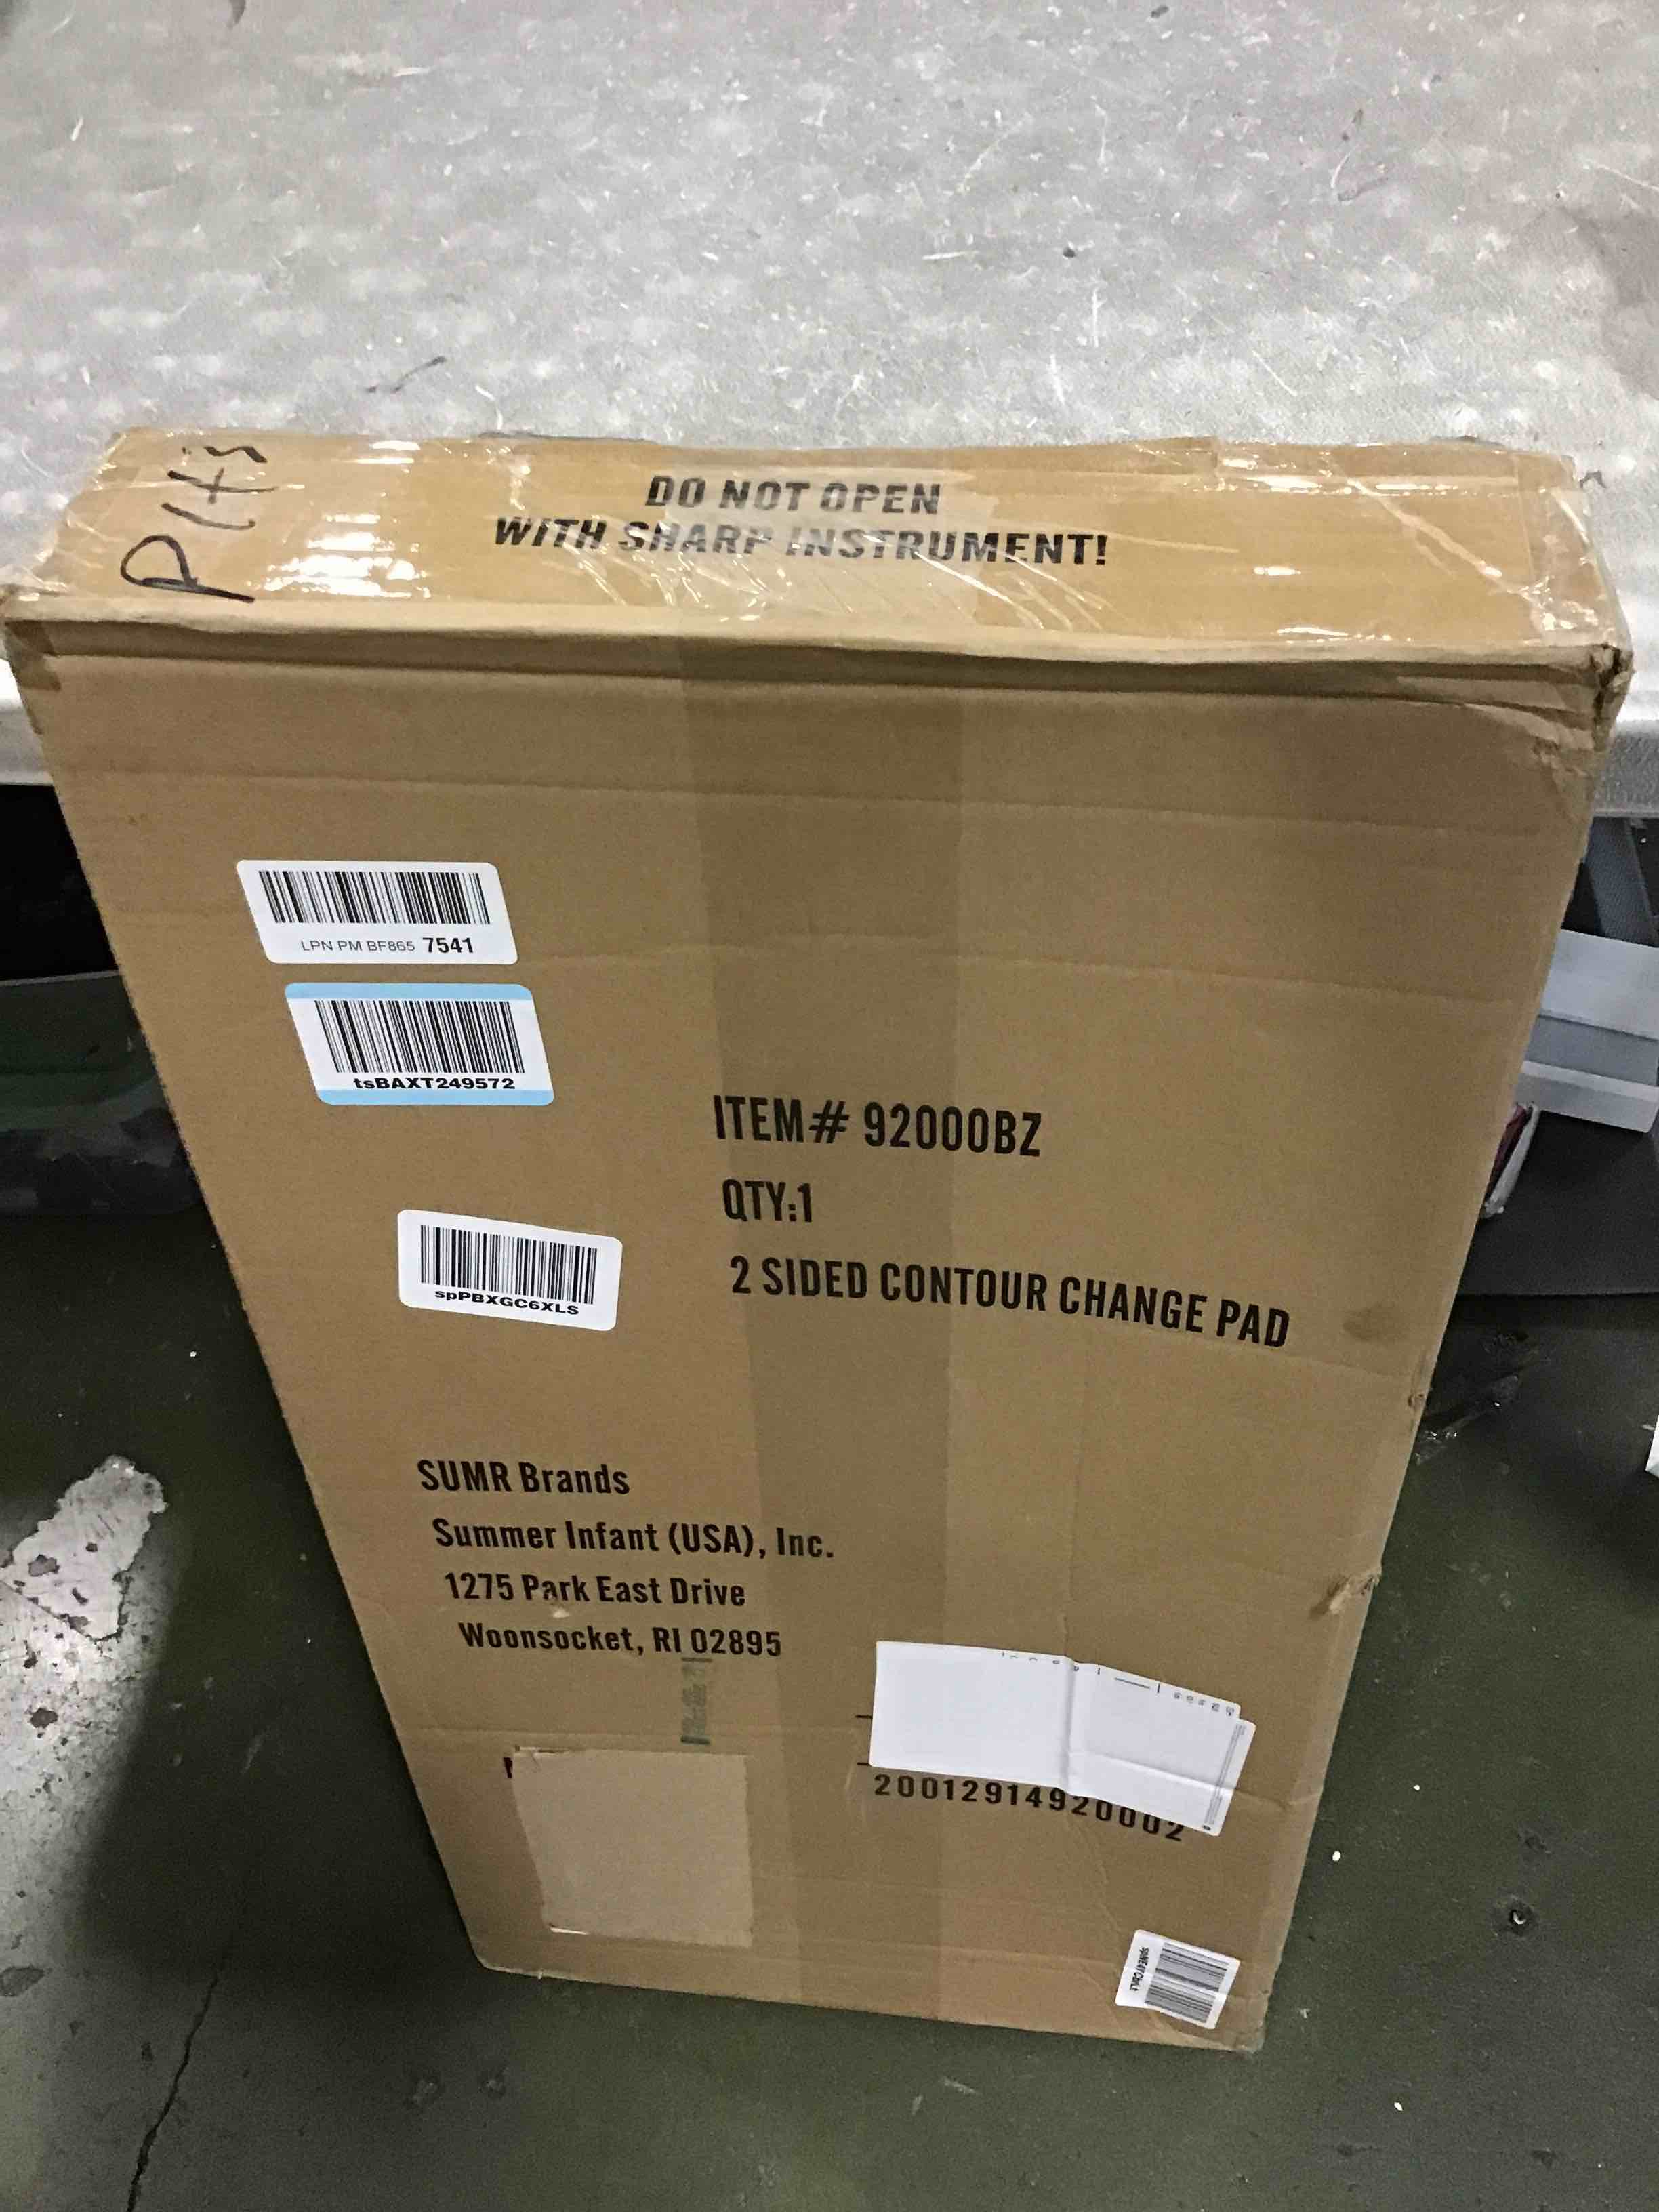 DO NOT OPEN
WITH SHARP INSTRUMENT!
LPN PM BF865 7541
tsBAXT249572
ITEM# 92000BZ
QTY:1
spPBXGC6XLS
2 SIDED CONTOUR CHANGE PAD
SUMR Brands
Summer Infant (USA), Inc.
1275 Park East Drive
Woonsocket, RI 02895
20012914920002